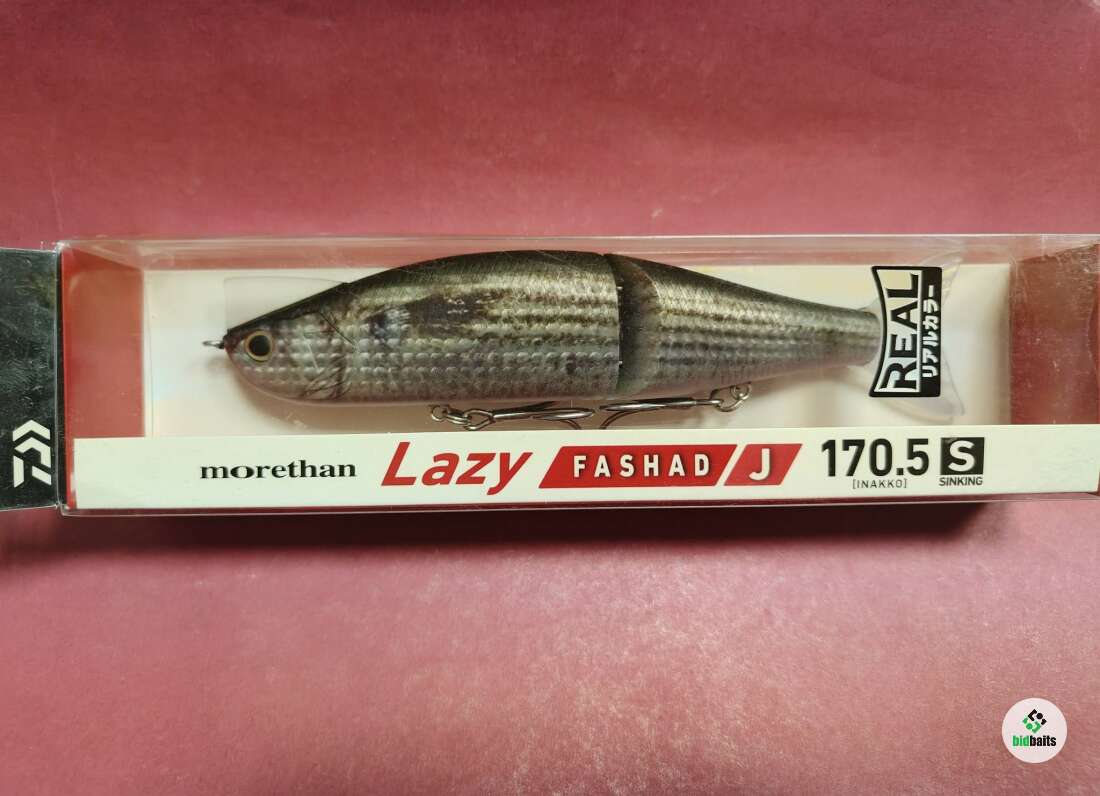 REAL
リアルカラー
morethan Lazy FASHAD J 170.5 S
[INAKKO] SINKING
bidbaits